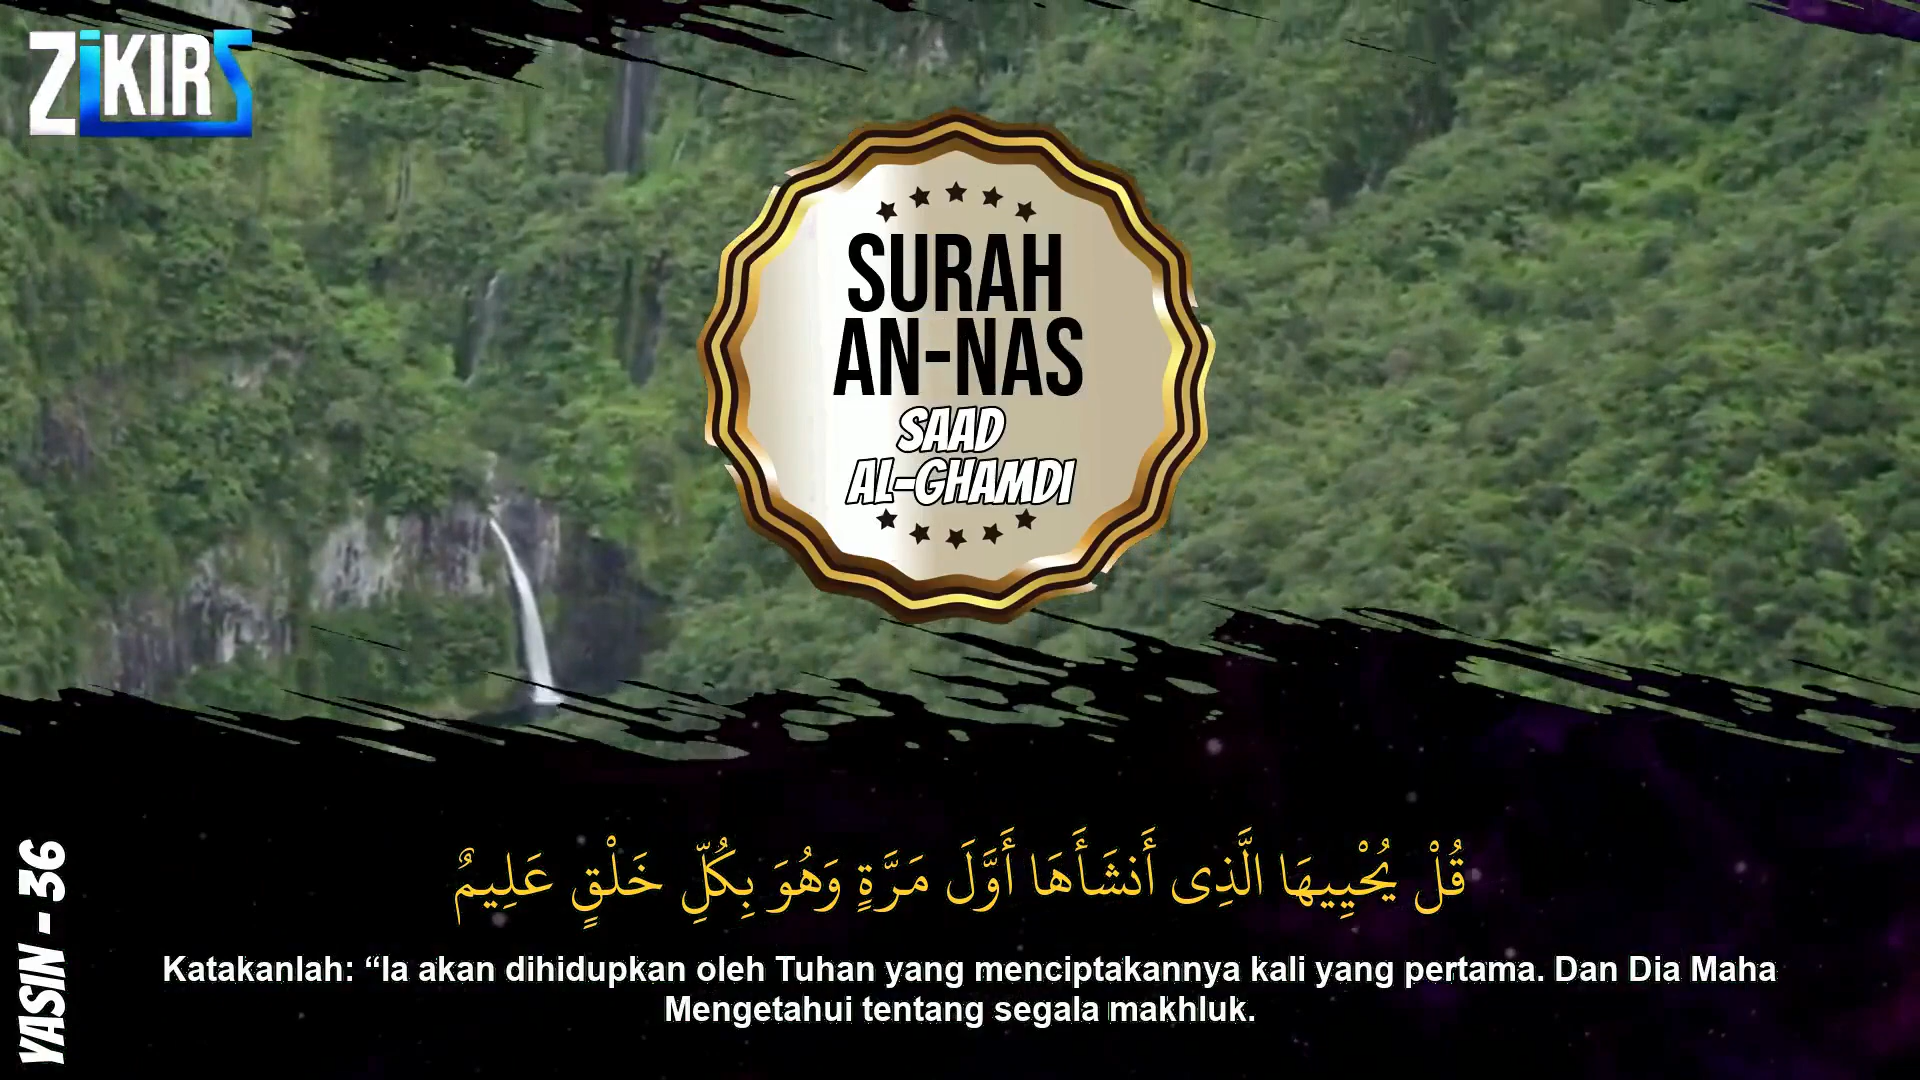 ZiKIRS
SURAH
AN-NAS
SAAD
AL-GHAMDI
قُلْ يُحْيِيهَا الَّذِى أَنشَأَهَا أَوَّلَ مَرَّةٍ وَهُوَ بِكُلِّ خَلْقٍ عَلِيمٌ
Katakanlah: “Ia akan dihidupkan oleh Tuhan yang menciptakannya kali yang pertama. Dan Dia Maha
Mengetahui tentang segala makhluk.
YASIN - 36